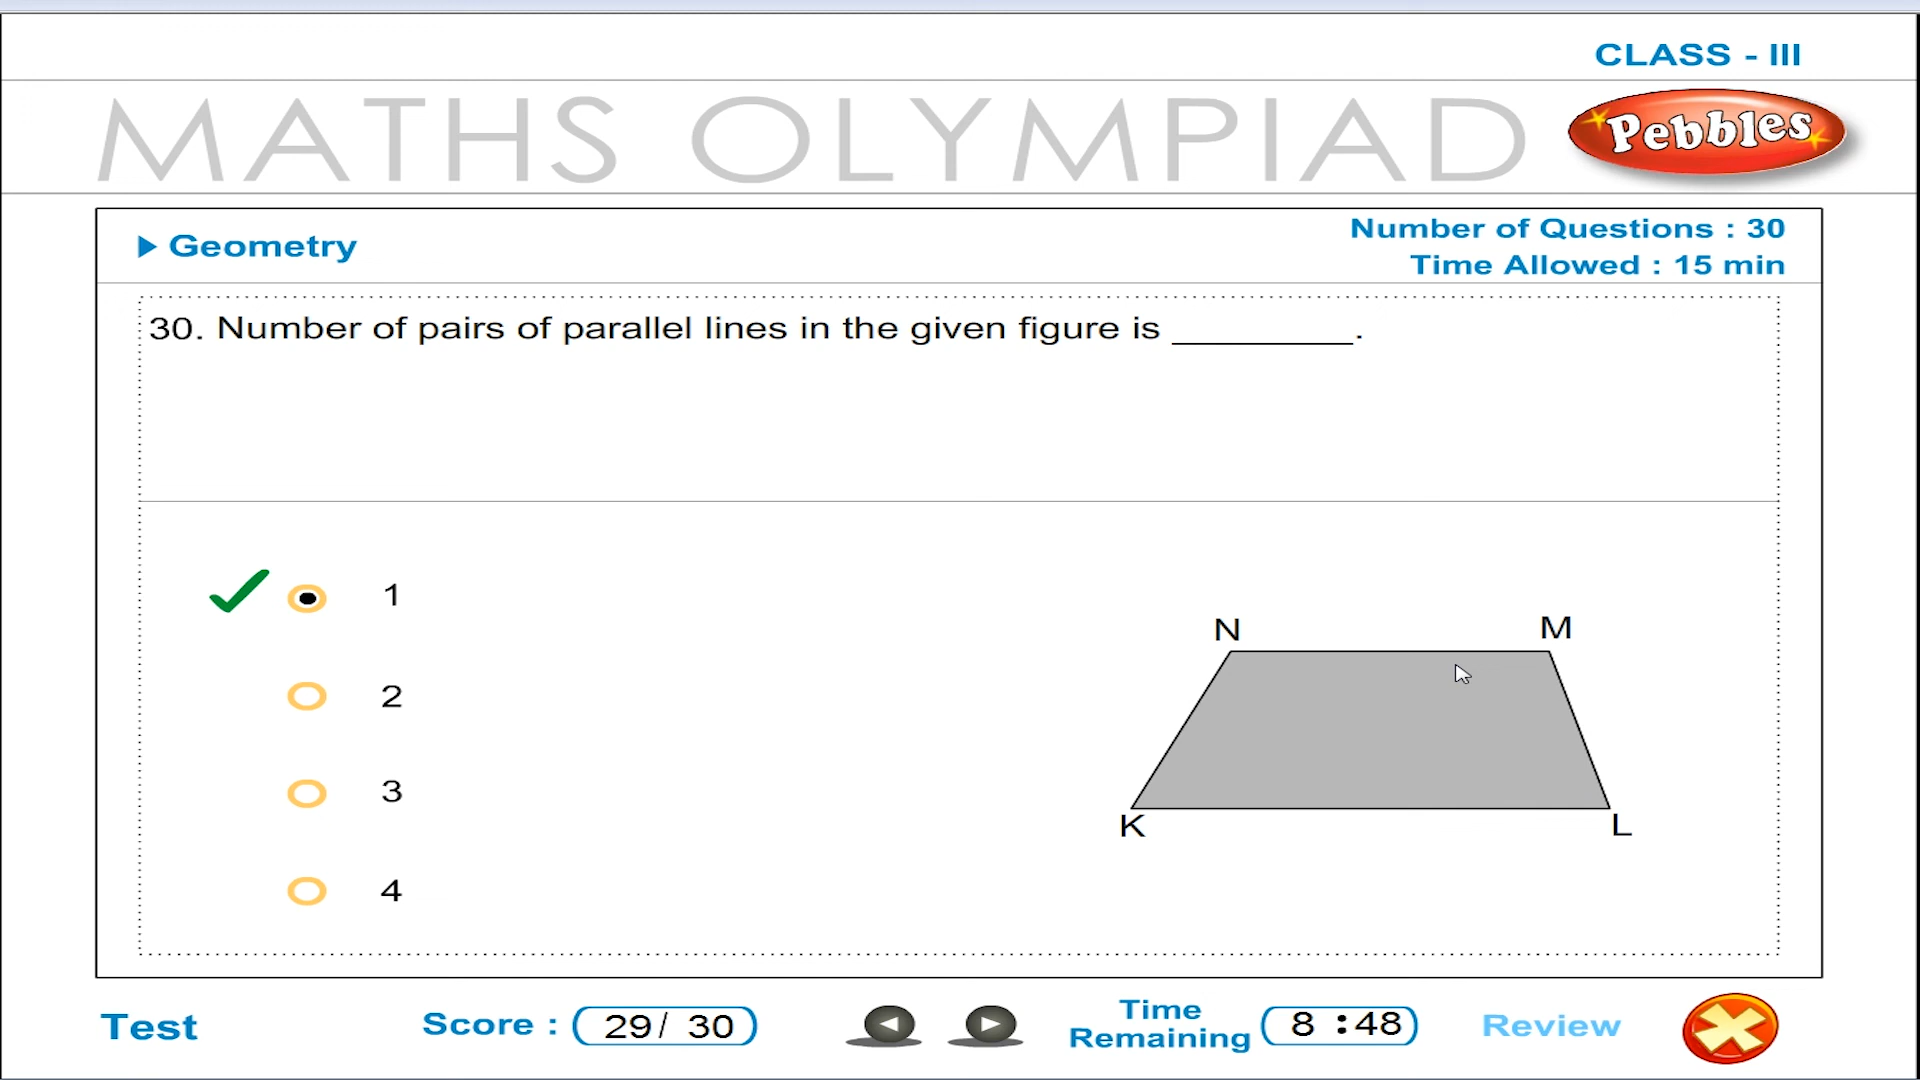 CLASS - III
MATHS OLYMPIAD
Pebbles
Geometry
Number of Questions : 30
Time Allowed : 15 min
30. Number of pairs of parallel lines in the given figure is __________.
1
2
3
4
N M
K L
Test
Score : 29/ 30
Time
Remaining
8 :48
Review